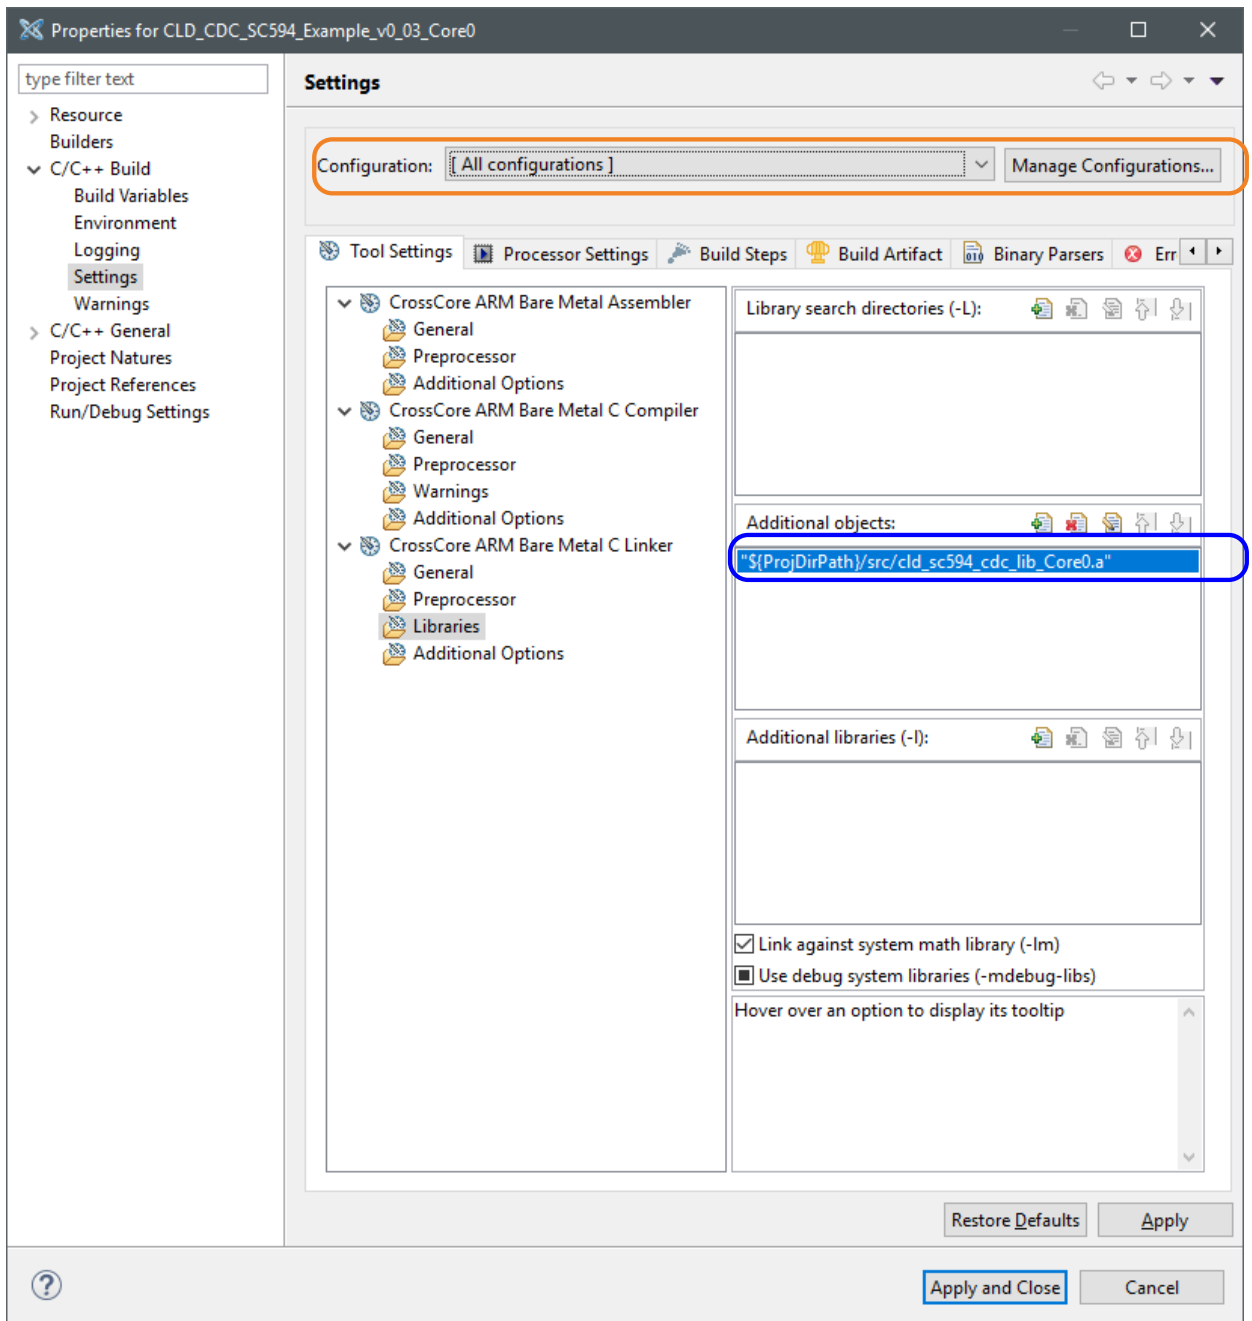 Properties for CLD_CDC_SC594_Example_v0_03_Core0
type filter text
Resource
Builders
C/C++ Build
Build Variables
Environment
Logging
Settings
Warnings
C/C++ General
Project Natures
Project References
Run/Debug Settings
Settings
Configuration: [ All configurations ] Manage Configurations...
Tool Settings Processor Settings Build Steps Build Artifact Binary Parsers Err
CrossCore ARM Bare Metal Assembler
General
Preprocessor
Additional Options
CrossCore ARM Bare Metal C Compiler
General
Preprocessor
Warnings
Additional Options
CrossCore ARM Bare Metal C Linker
General
Preprocessor
Libraries
Additional Options
Library search directories (-L):
Additional objects:
"${ProjDirPath}/src/cld_sc594_cdc_lib_Core0.a"
Additional libraries (-l):
Link against system math library (-lm)
Use debug system libraries (-mdebug-libs)
Hover over an option to display its tooltip
Restore Defaults Apply
Apply and Close Cancel